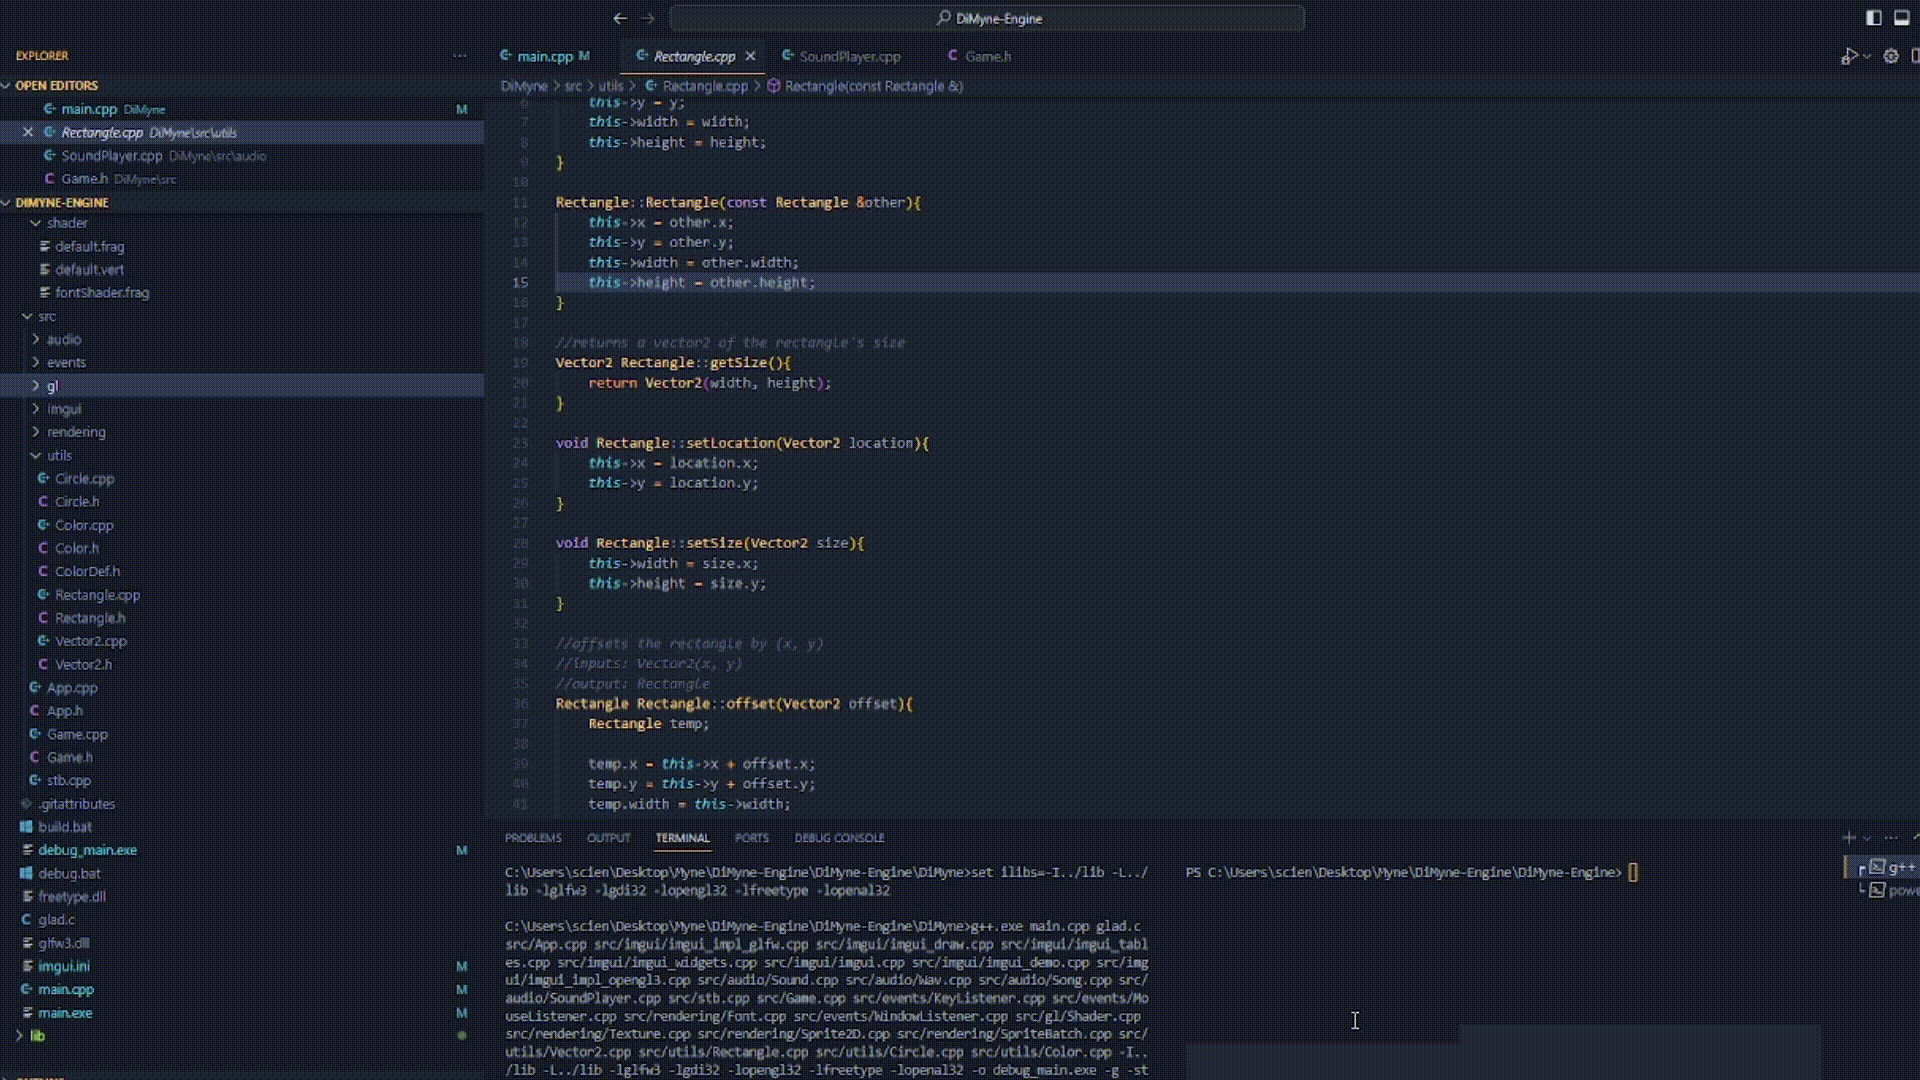 DiMyne-Engine
EXPLORER
OPEN EDITORS
main.cpp DiMyne M
Rectangle.cpp DiMyne\src\utils
SoundPlayer.cpp DiMyne\src\audio
Game.h DiMyne\src
DIMYNE-ENGINE
shader
default.frag
default.vert
fontShader.frag
src
audio
events
gl
imgui
rendering
utils
Circle.cpp
Circle.h
Color.cpp
Color.h
ColorDef.h
Rectangle.cpp
Rectangle.h
Vector2.cpp
Vector2.h
App.cpp
App.h
Game.cpp
Game.h
stb.cpp
.gitattributes
build.bat
debug_main.exe M
debug.bat
freetype.dll
glad.c
glfw3.dll
imgui.ini M
main.cpp M
main.exe M
lib
main.cpp M Rectangle.cpp SoundPlayer.cpp Game.h
DiMyne > src > utils > Rectangle.cpp > Rectangle(const Rectangle &)
6 this->y = y;
7 this->width = width;
8 this->height = height;
9 }
10
11 Rectangle::Rectangle(const Rectangle &other){
12 this->x = other.x;
13 this->y = other.y;
14 this->width = other.width;
15 this->height = other.height;
16 }
17
18 //returns a vector2 of the rectangle's size
19 Vector2 Rectangle::getSize(){
20 return Vector2(width, height);
21 }
22
23 void Rectangle::setLocation(Vector2 location){
24 this->x = location.x;
25 this->y = location.y;
26 }
27
28 void Rectangle::setSize(Vector2 size){
29 this->width = size.x;
30 this->height = size.y;
31 }
32
33 //offsets the rectangle by (x, y)
34 //inputs: Vector2(x, y)
35 //output: Rectangle
36 Rectangle Rectangle::offset(Vector2 offset){
37 Rectangle temp;
38
39 temp.x = this->x + offset.x;
40 temp.y = this->y + offset.y;
41 temp.width = this->width;
PROBLEMS OUTPUT TERMINAL PORTS DEBUG CONSOLE
C:\Users\scien\Desktop\Myne\DiMyne-Engine\DiMyne-Engine\DiMyne>set ilibs=-I../lib -L../
lib -lglfw3 -lgdi32 -lopengl32 -lfreetype -lopenal32
C:\Users\scien\Desktop\Myne\DiMyne-Engine\DiMyne-Engine\DiMyne>g++.exe main.cpp glad.c
src/App.cpp src/imgui/imgui_impl_glfw.cpp src/imgui/imgui_draw.cpp src/imgui/imgui_tabl
es.cpp src/imgui/imgui_widgets.cpp src/imgui/imgui.cpp src/imgui/imgui_demo.cpp src/img
ui/imgui_impl_opengl3.cpp src/audio/Sound.cpp src/audio/Wav.cpp src/audio/Song.cpp src/
audio/SoundPlayer.cpp src/stb.cpp src/Game.cpp src/events/KeyListener.cpp src/events/Mo
useListener.cpp src/rendering/Font.cpp src/events/WindowListener.cpp src/gl/Shader.cpp
src/rendering/Texture.cpp src/rendering/Sprite2D.cpp src/rendering/SpriteBatch.cpp src/
utils/Vector2.cpp src/utils/Rectangle.cpp src/utils/Circle.cpp src/utils/Color.cpp -I..
/lib -L../lib -lglfw3 -lgdi32 -lopengl32 -lfreetype -lopenal32 -o debug_main.exe -g -st
PS C:\Users\scien\Desktop\Myne\DiMyne-Engine\DiMyne-Engine>
g++
powe